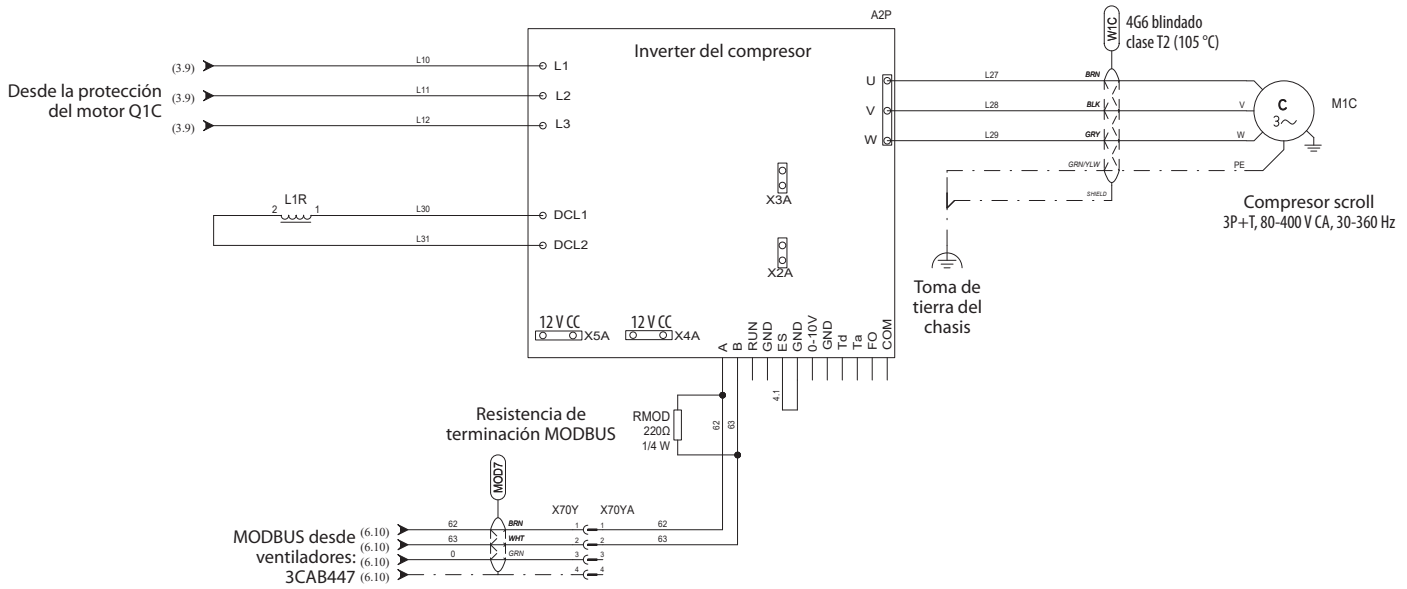 A2P
Inverter del compresor
W1C
4G6 blindado
clase T2 (105 °C)
Desde la protección
del motor Q1C
(3.9)
L10
L1
(3.9)
L11
L2
(3.9)
L12
L3
U
L27
BRN
V
L28
BLK
V
W
L29
GRY
W
GRN/YLW
PE
SHIELD
C
3~
M1C
Compresor scroll
3P+T, 80-400 V CA, 30-360 Hz
Toma de
tierra del
chasis
L1R
2
1
L30
DCL1
L31
DCL2
X3A
X2A
12 V CC
X5A
12 V CC
X4A
A
B
RUN
GND
ES
GND
0-10V
GND
Td
Ta
FO
COM
4.1
Resistencia de
terminación MODBUS
RMOD
220Ω
1/4 W
62
63
MOD7
X70Y
X70YA
MODBUS desde
ventiladores:
3CAB447
(6.10)
62
BRN
1
1
62
(6.10)
63
WHT
2
2
63
(6.10)
0
GRN
3
3
(6.10)
4
4